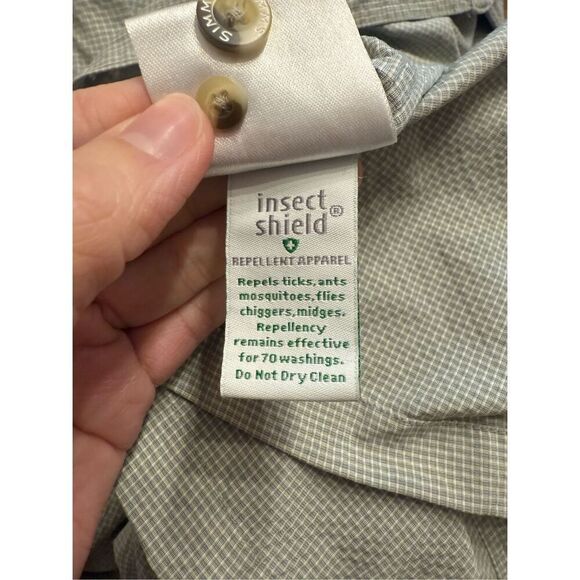 SIMM
insect
shield®
REPELLENT APPAREL
Repels ticks, ants
mosquitoes, flies
chiggers, midges.
Repellency
remains effective
for 70 washings.
Do Not Dry Clean